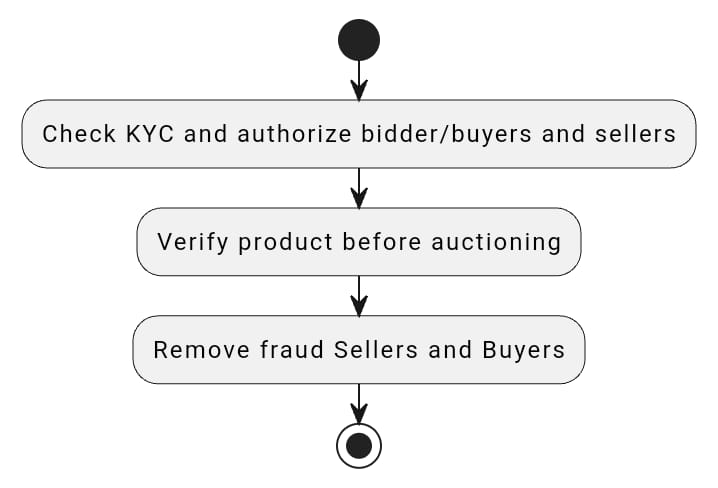 Check KYC and authorize bidder/buyers and sellers
Verify product before auctioning
Remove fraud Sellers and Buyers